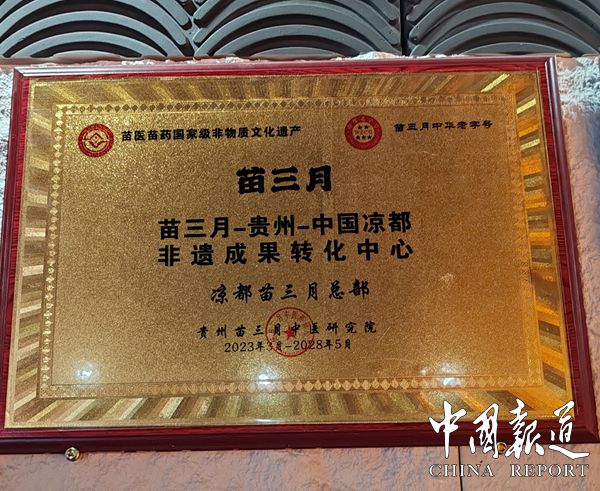 苗医苗药国家级非物质文化遗产
苗三月中华老字号
苗三月
苗三月-贵州-中国凉都
非遗成果转化中心
凉都苗三月总部
贵州苗三月中医研究院
2023年3月-2028年5月
中國報道
CHINA REPORT